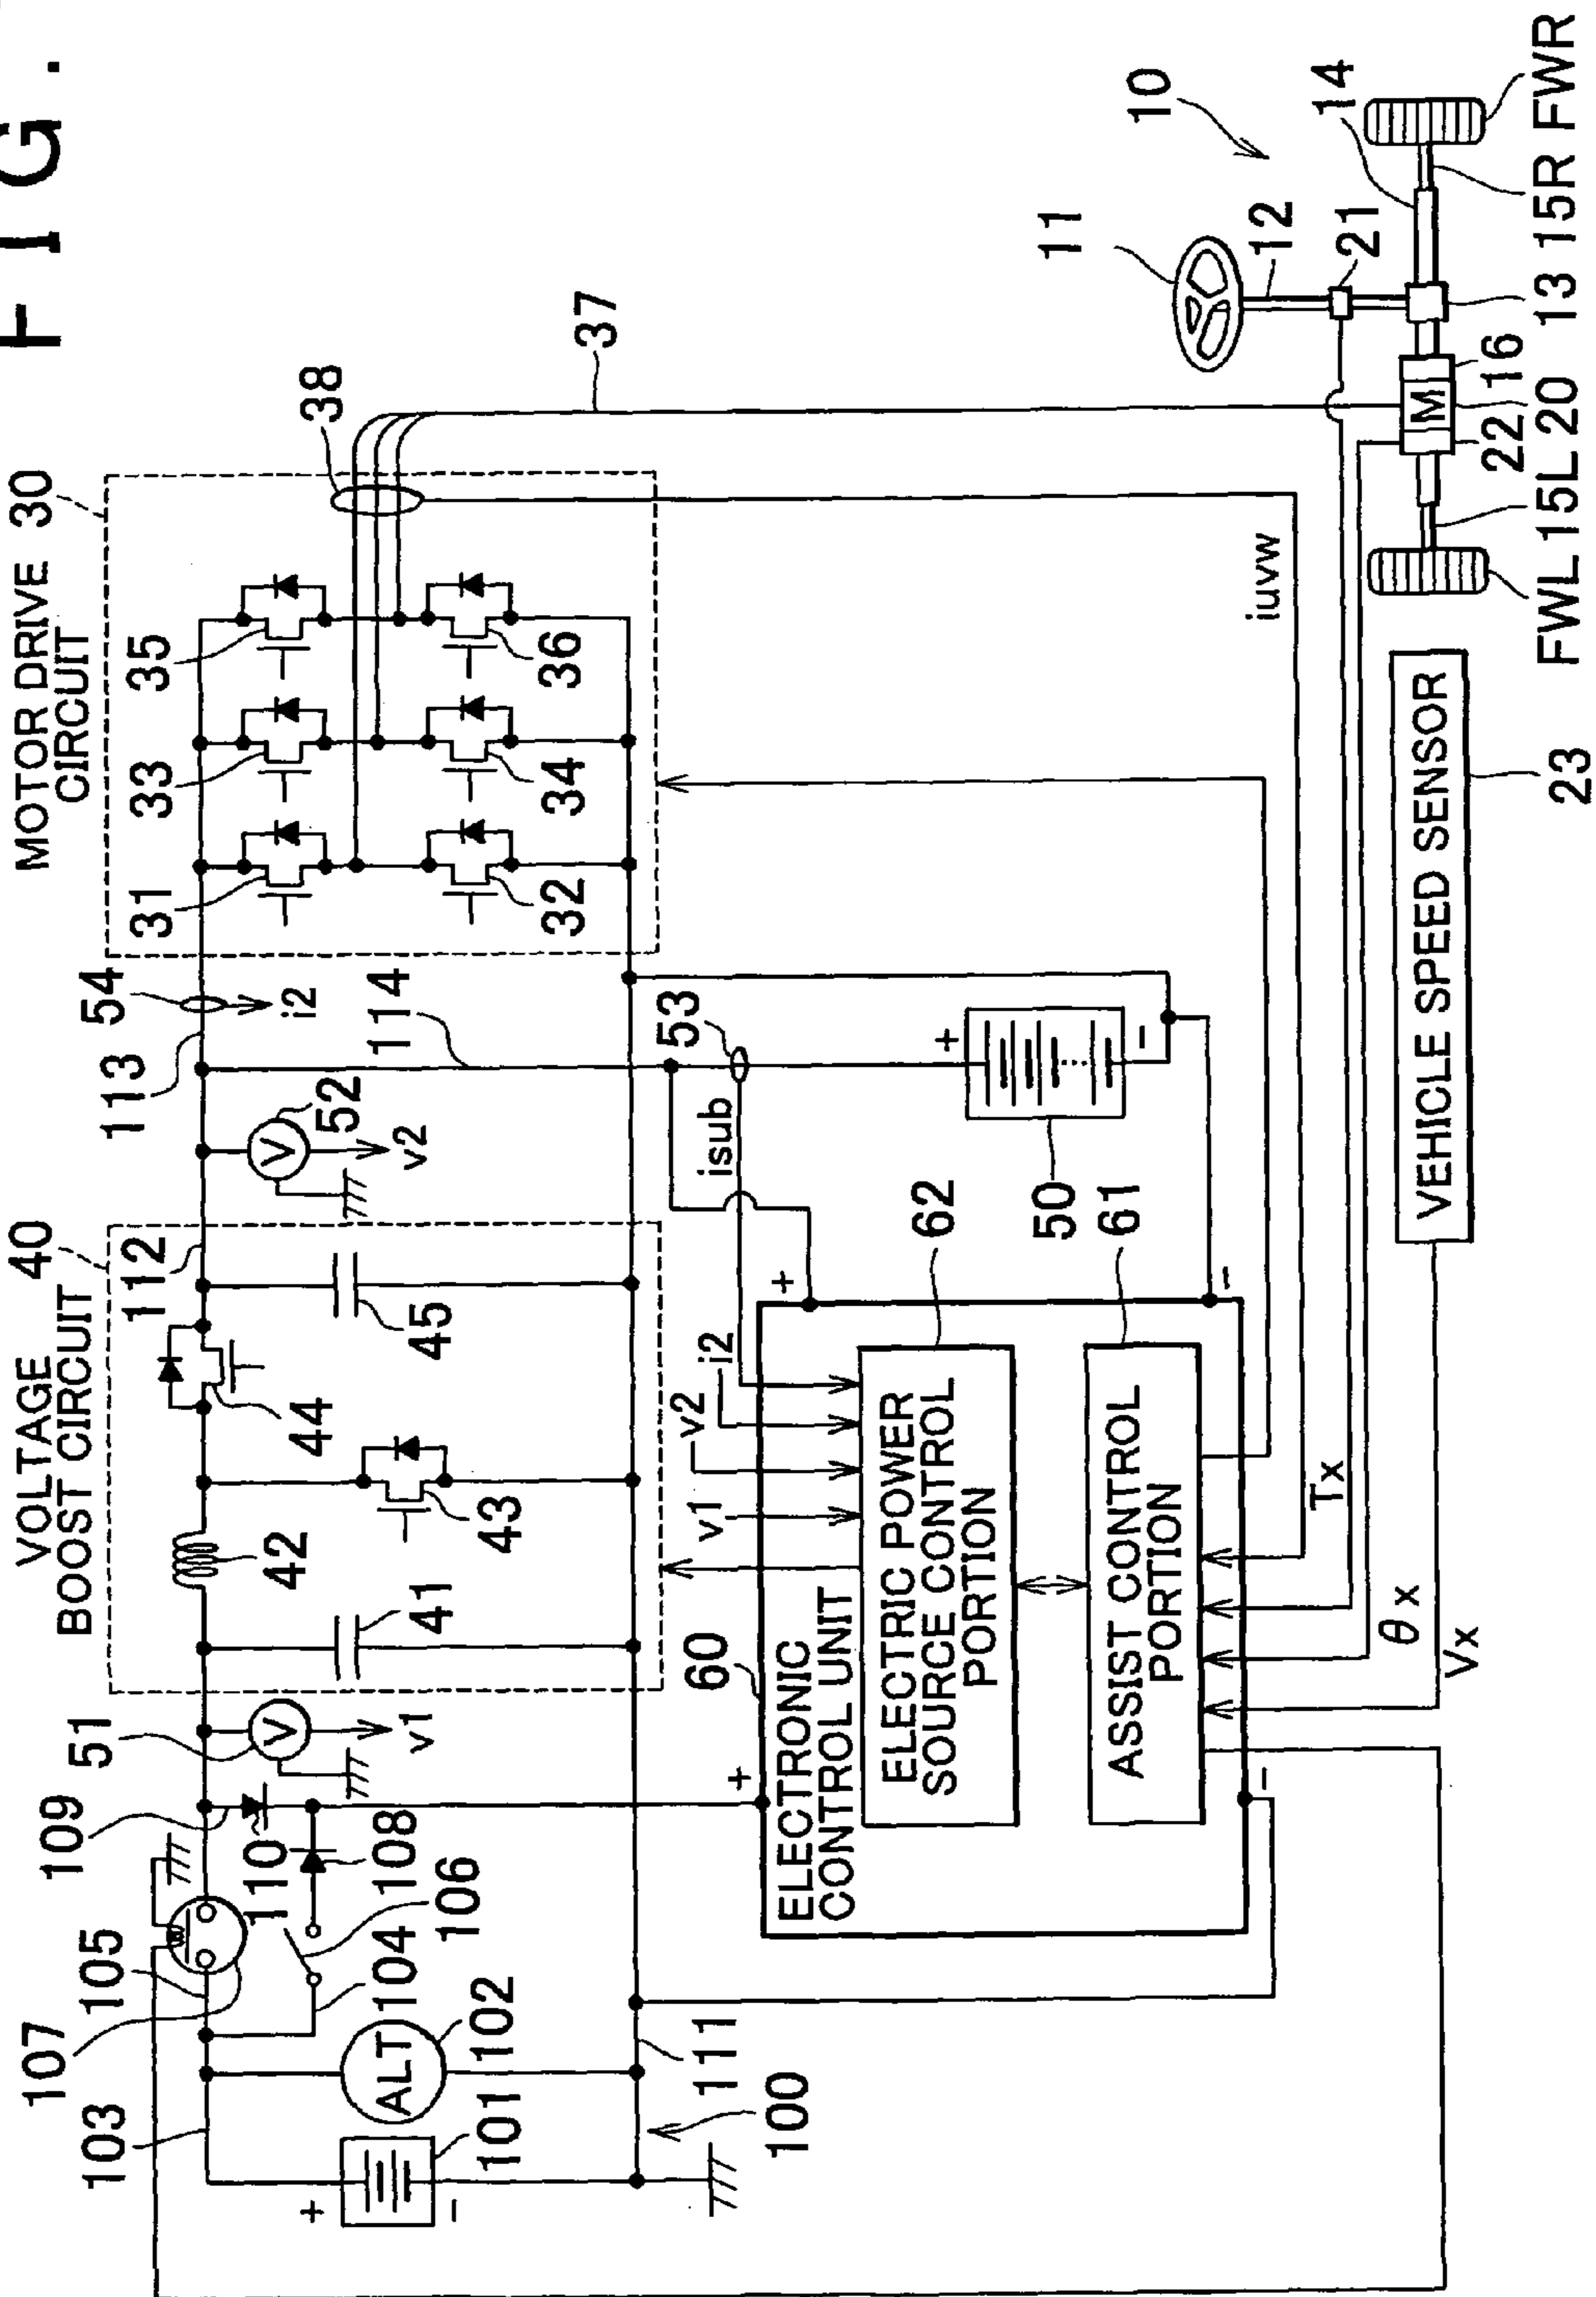 FIG.
VOLTAGE
BOOST CIRCUIT 40
MOTOR DRIVE 30
CIRCUIT
103
107
105
109
51
112
113
54
31
33
35
38
37
+
−
101
ALT
102
104
106
108
110
V
v1
41
42
43
44
45
V
52
v2
114
i2
32
34
36
100
111
60
ELECTRONIC
CONTROL UNIT
+
−
+
−
v1
v2
i2
isub
53
ELECTRIC POWER
SOURCE CONTROL
PORTION
62
ASSIST CONTROL
PORTION
61
50
+
−
iuvw
Tx
θx
Vx
VEHICLE SPEED SENSOR
23
10
11
12
21
14
M
FWL 15L 20
22
16
13 15R FWR